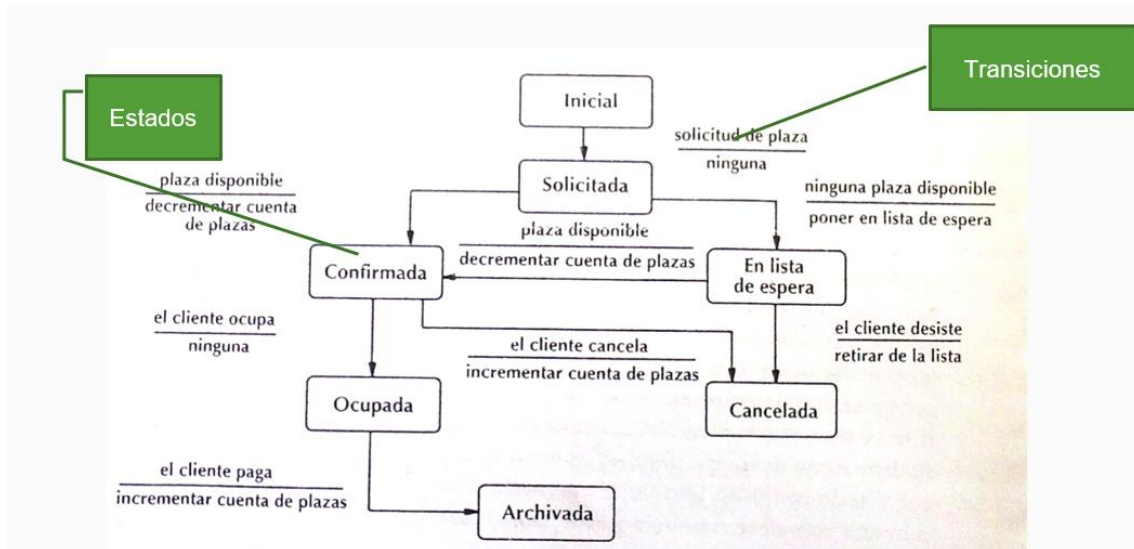 Transiciones
Estados
Inicial
solicitud de plaza
ninguna
Solicitada
plaza disponible
decrementar cuenta
de plazas
ninguna plaza disponible
poner en lista de espera
plaza disponible
decrementar cuenta de plazas
Confirmada
En lista
de espera
el cliente ocupa
ninguna
el cliente cancela
incrementar cuenta de plazas
el cliente desiste
retirar de la lista
Ocupada
Cancelada
el cliente paga
incrementar cuenta de plazas
Archivada